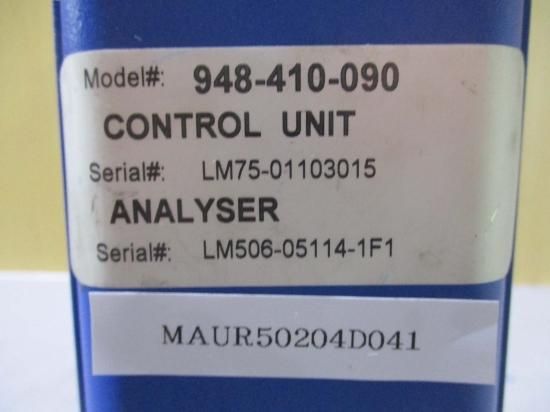 Model#: 948-410-090
CONTROL UNIT
Serial#: LM75-01103015
ANALYSER
Serial#: LM506-05114-1F1
MAUR50204D041